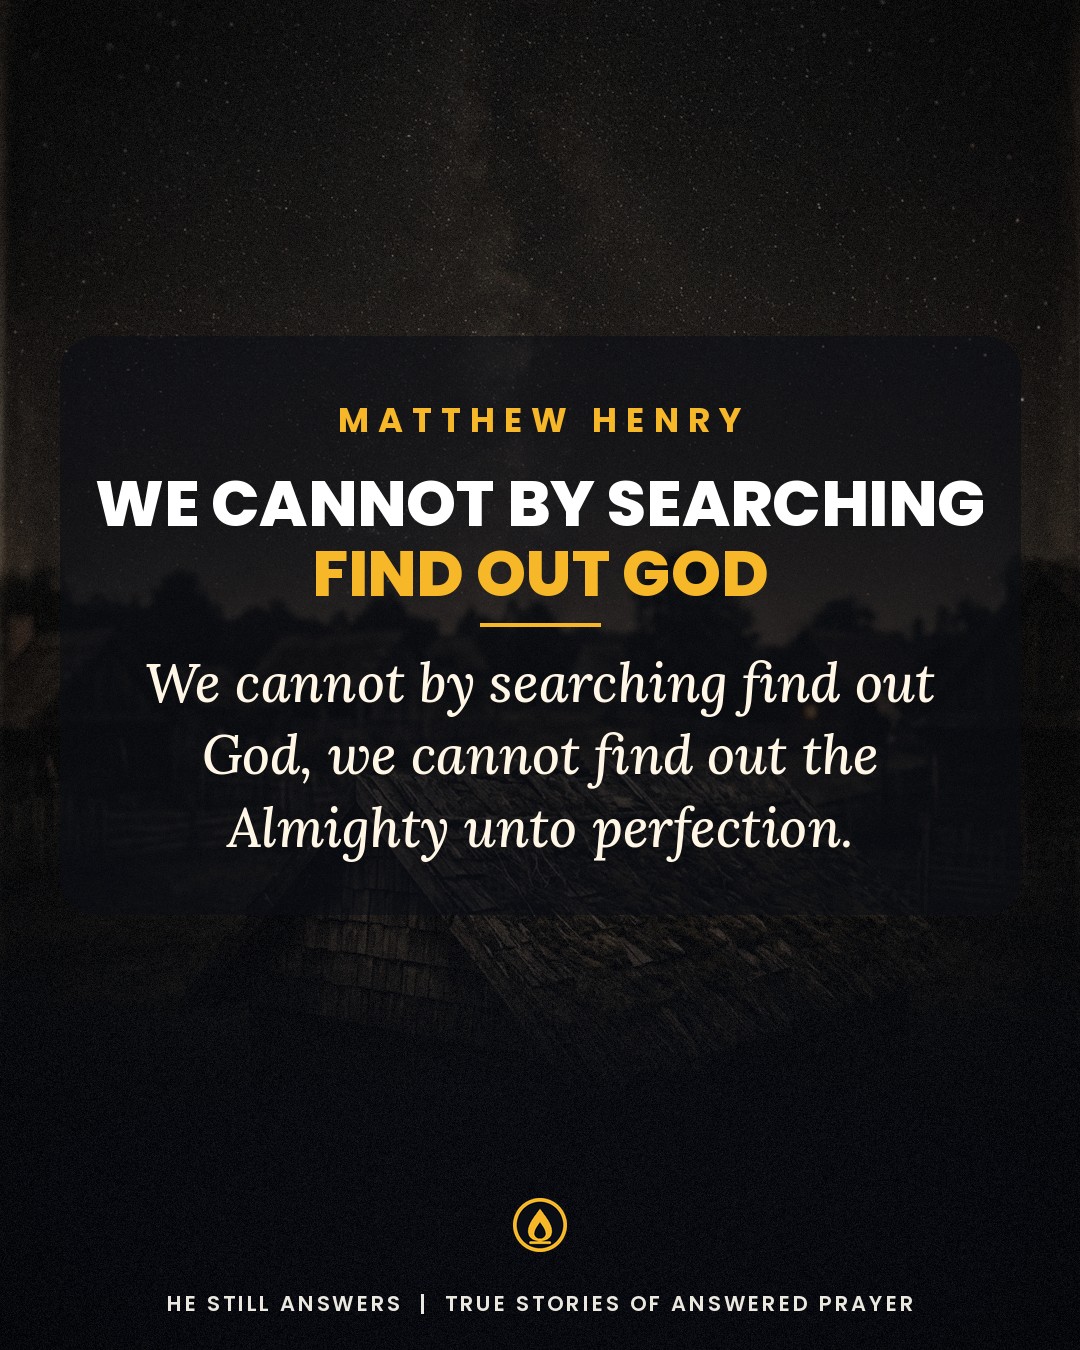 MATTHEW HENRY
WE CANNOT BY SEARCHING
FIND OUT GOD
We cannot by searching find out
God, we cannot find out the
Almighty unto perfection.
HE STILL ANSWERS | TRUE STORIES OF ANSWERED PRAYER